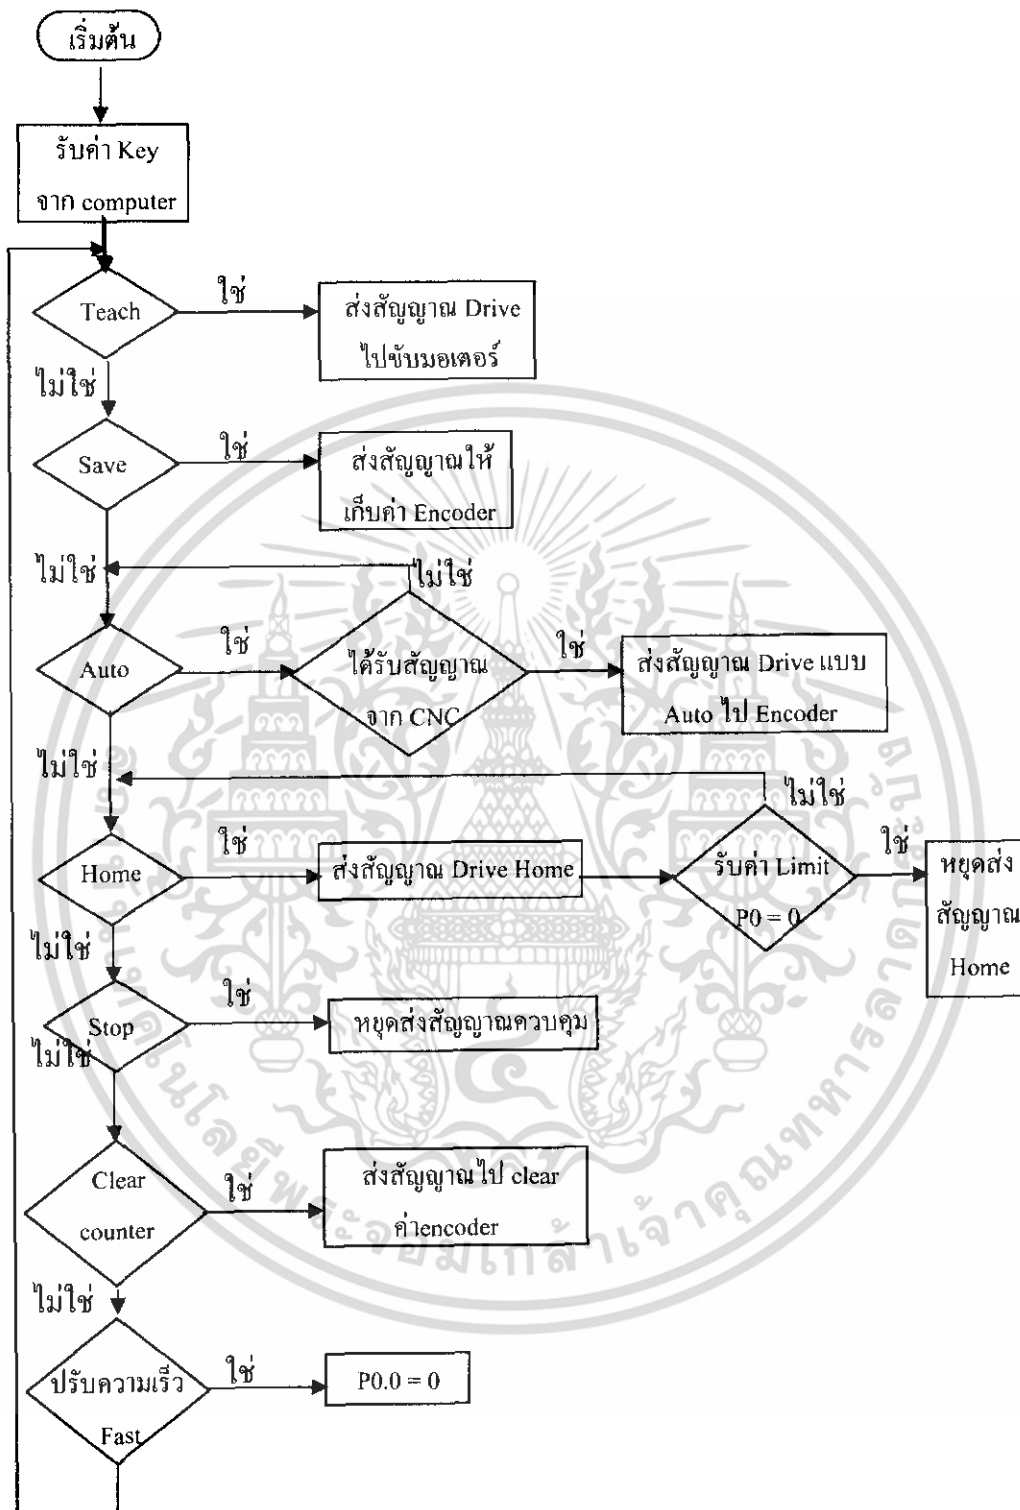 เริ่มต้น
รับค่า Key
จาก computer
Teach
ใช่
ส่งสัญญาณ Drive
ไปขับมอเตอร์
ไม่ใช่
Save
ใช่
ส่งสัญญาณให้
เก็บค่า Encoder
ไม่ใช่
ไม่ใช่
Auto
ใช่
ได้รับสัญญาณ
จาก CNC
ใช่
ส่งสัญญาณ Drive แบบ
Auto ไป Encoder
ไม่ใช่
ไม่ใช่
Home
ใช่
ส่งสัญญาณ Drive Home
รับค่า Limit
P0 = 0
ใช่
หยุดส่ง
สัญญาณ
Home
ไม่ใช่
Stop
ใช่
หยุดส่งสัญญาณควบคุม
ไม่ใช่
Clear
counter
ใช่
ส่งสัญญาณไป clear
ค่าencoder
ไม่ใช่
ปรับความเร็ว
Fast
ใช่
P0.0 = 0